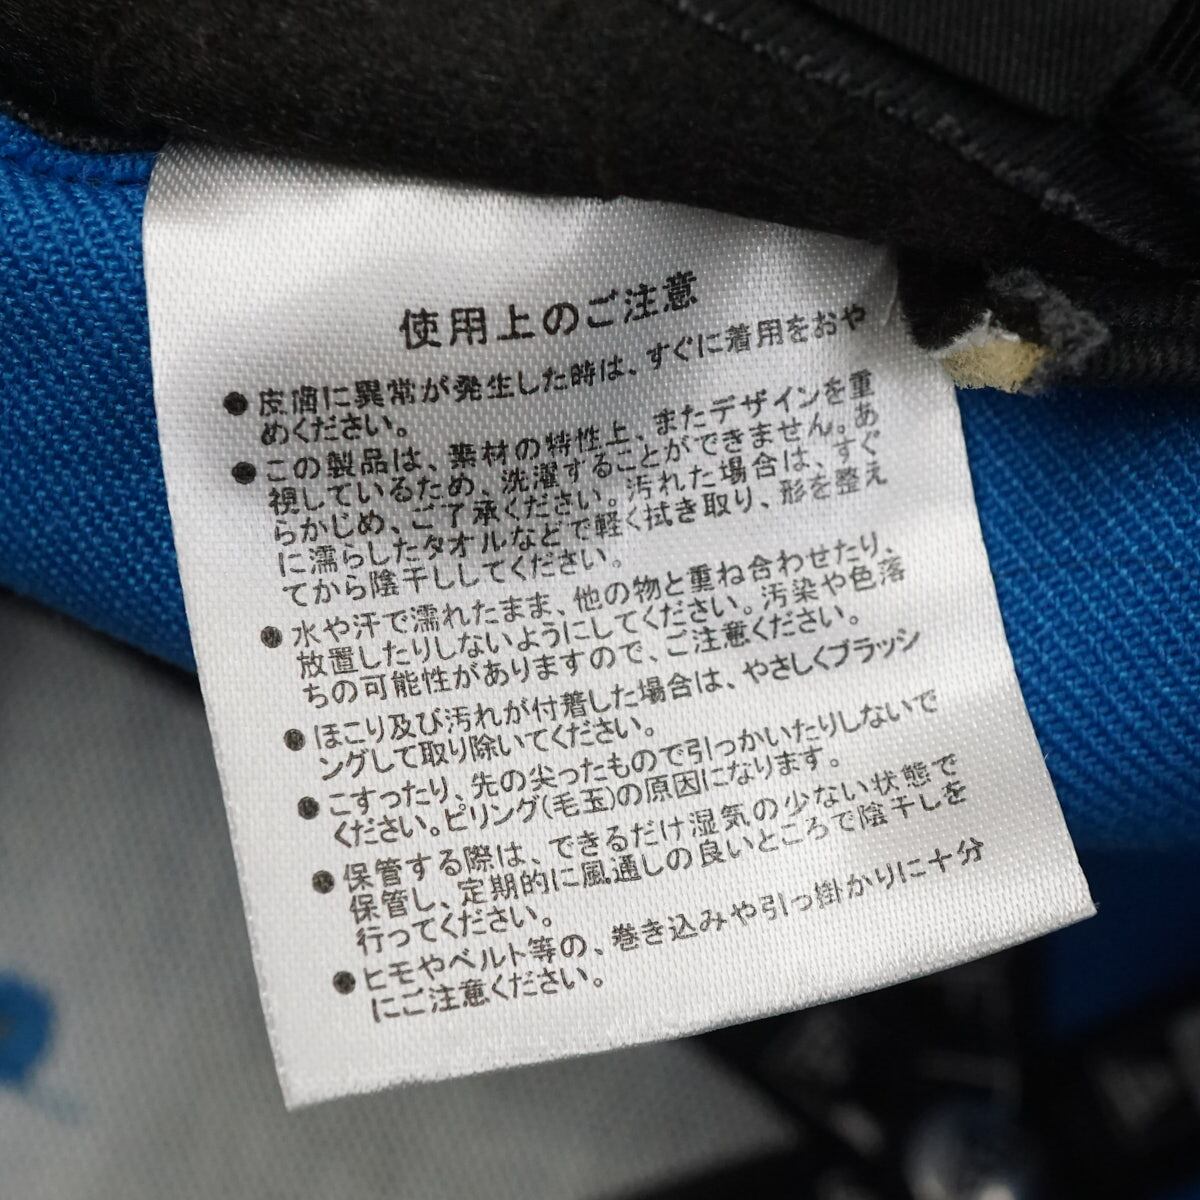 使用上のご注意
●皮膚に異常が発生した時は、すぐに着用をおや
めください。
●この製品は、素材の特性上、またデザインを重
視しているため、洗濯することができません。あ
らかじめ、ご了承ください。汚れた場合は、すぐ
に濡らしたタオルなどで軽く拭き取り、形を整え
てから陰干ししてください。
●水や汗で濡れたまま、他の物と重ね合わせたり、
放置したりしないようにしてください。汚染や色落
ちの可能性がありますので、ご注意ください。
●ほこり及び汚れが付着した場合は、やさしくブラッシ
ングして取り除いてください。
●こすったり、先の尖ったもので引っかいたりしないで
ください。ピリング(毛玉)の原因になります。
●保管する際は、できるだけ湿気の少ない状態で
保管し、定期的に風通しの良いところで陰干しを
行ってください。
●ヒモやベルト等の、巻き込みや引っ掛かりに十分
にご注意ください。